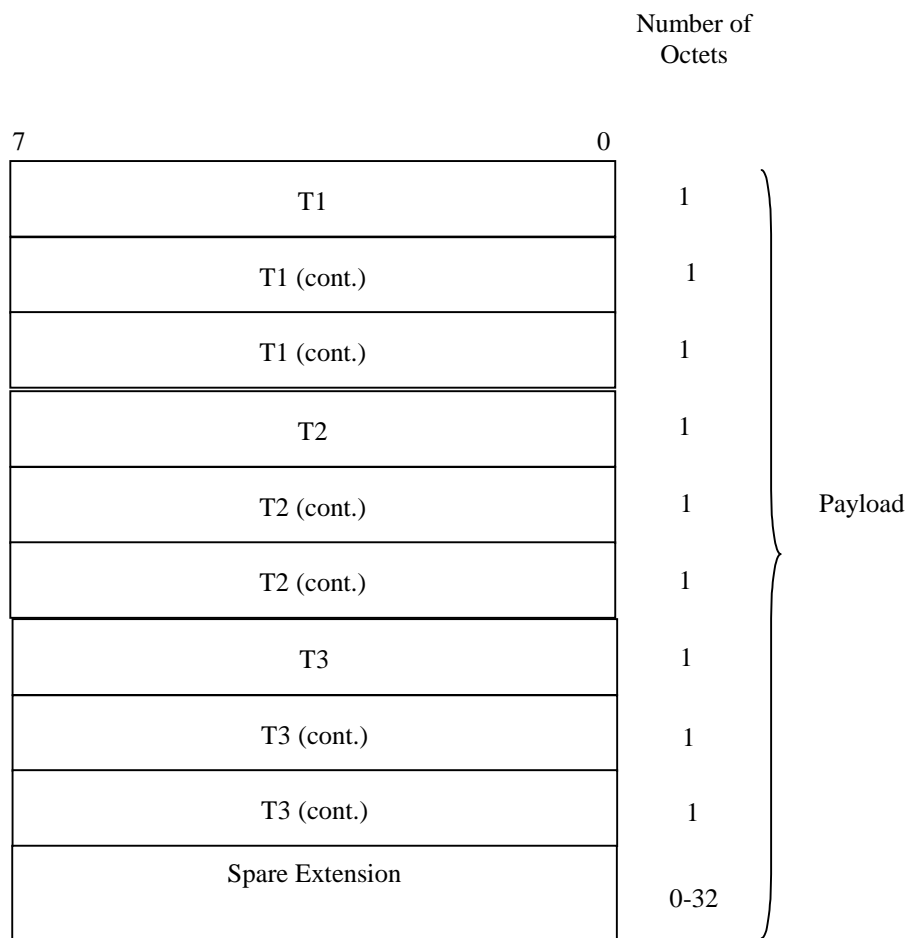 Number of
Octets
7 0
T1 1
T1 (cont.) 1
T1 (cont.) 1
T2 1
T2 (cont.) 1
Payload
T2 (cont.) 1
T3 1
T3 (cont.) 1
T3 (cont.) 1
Spare Extension
0-32